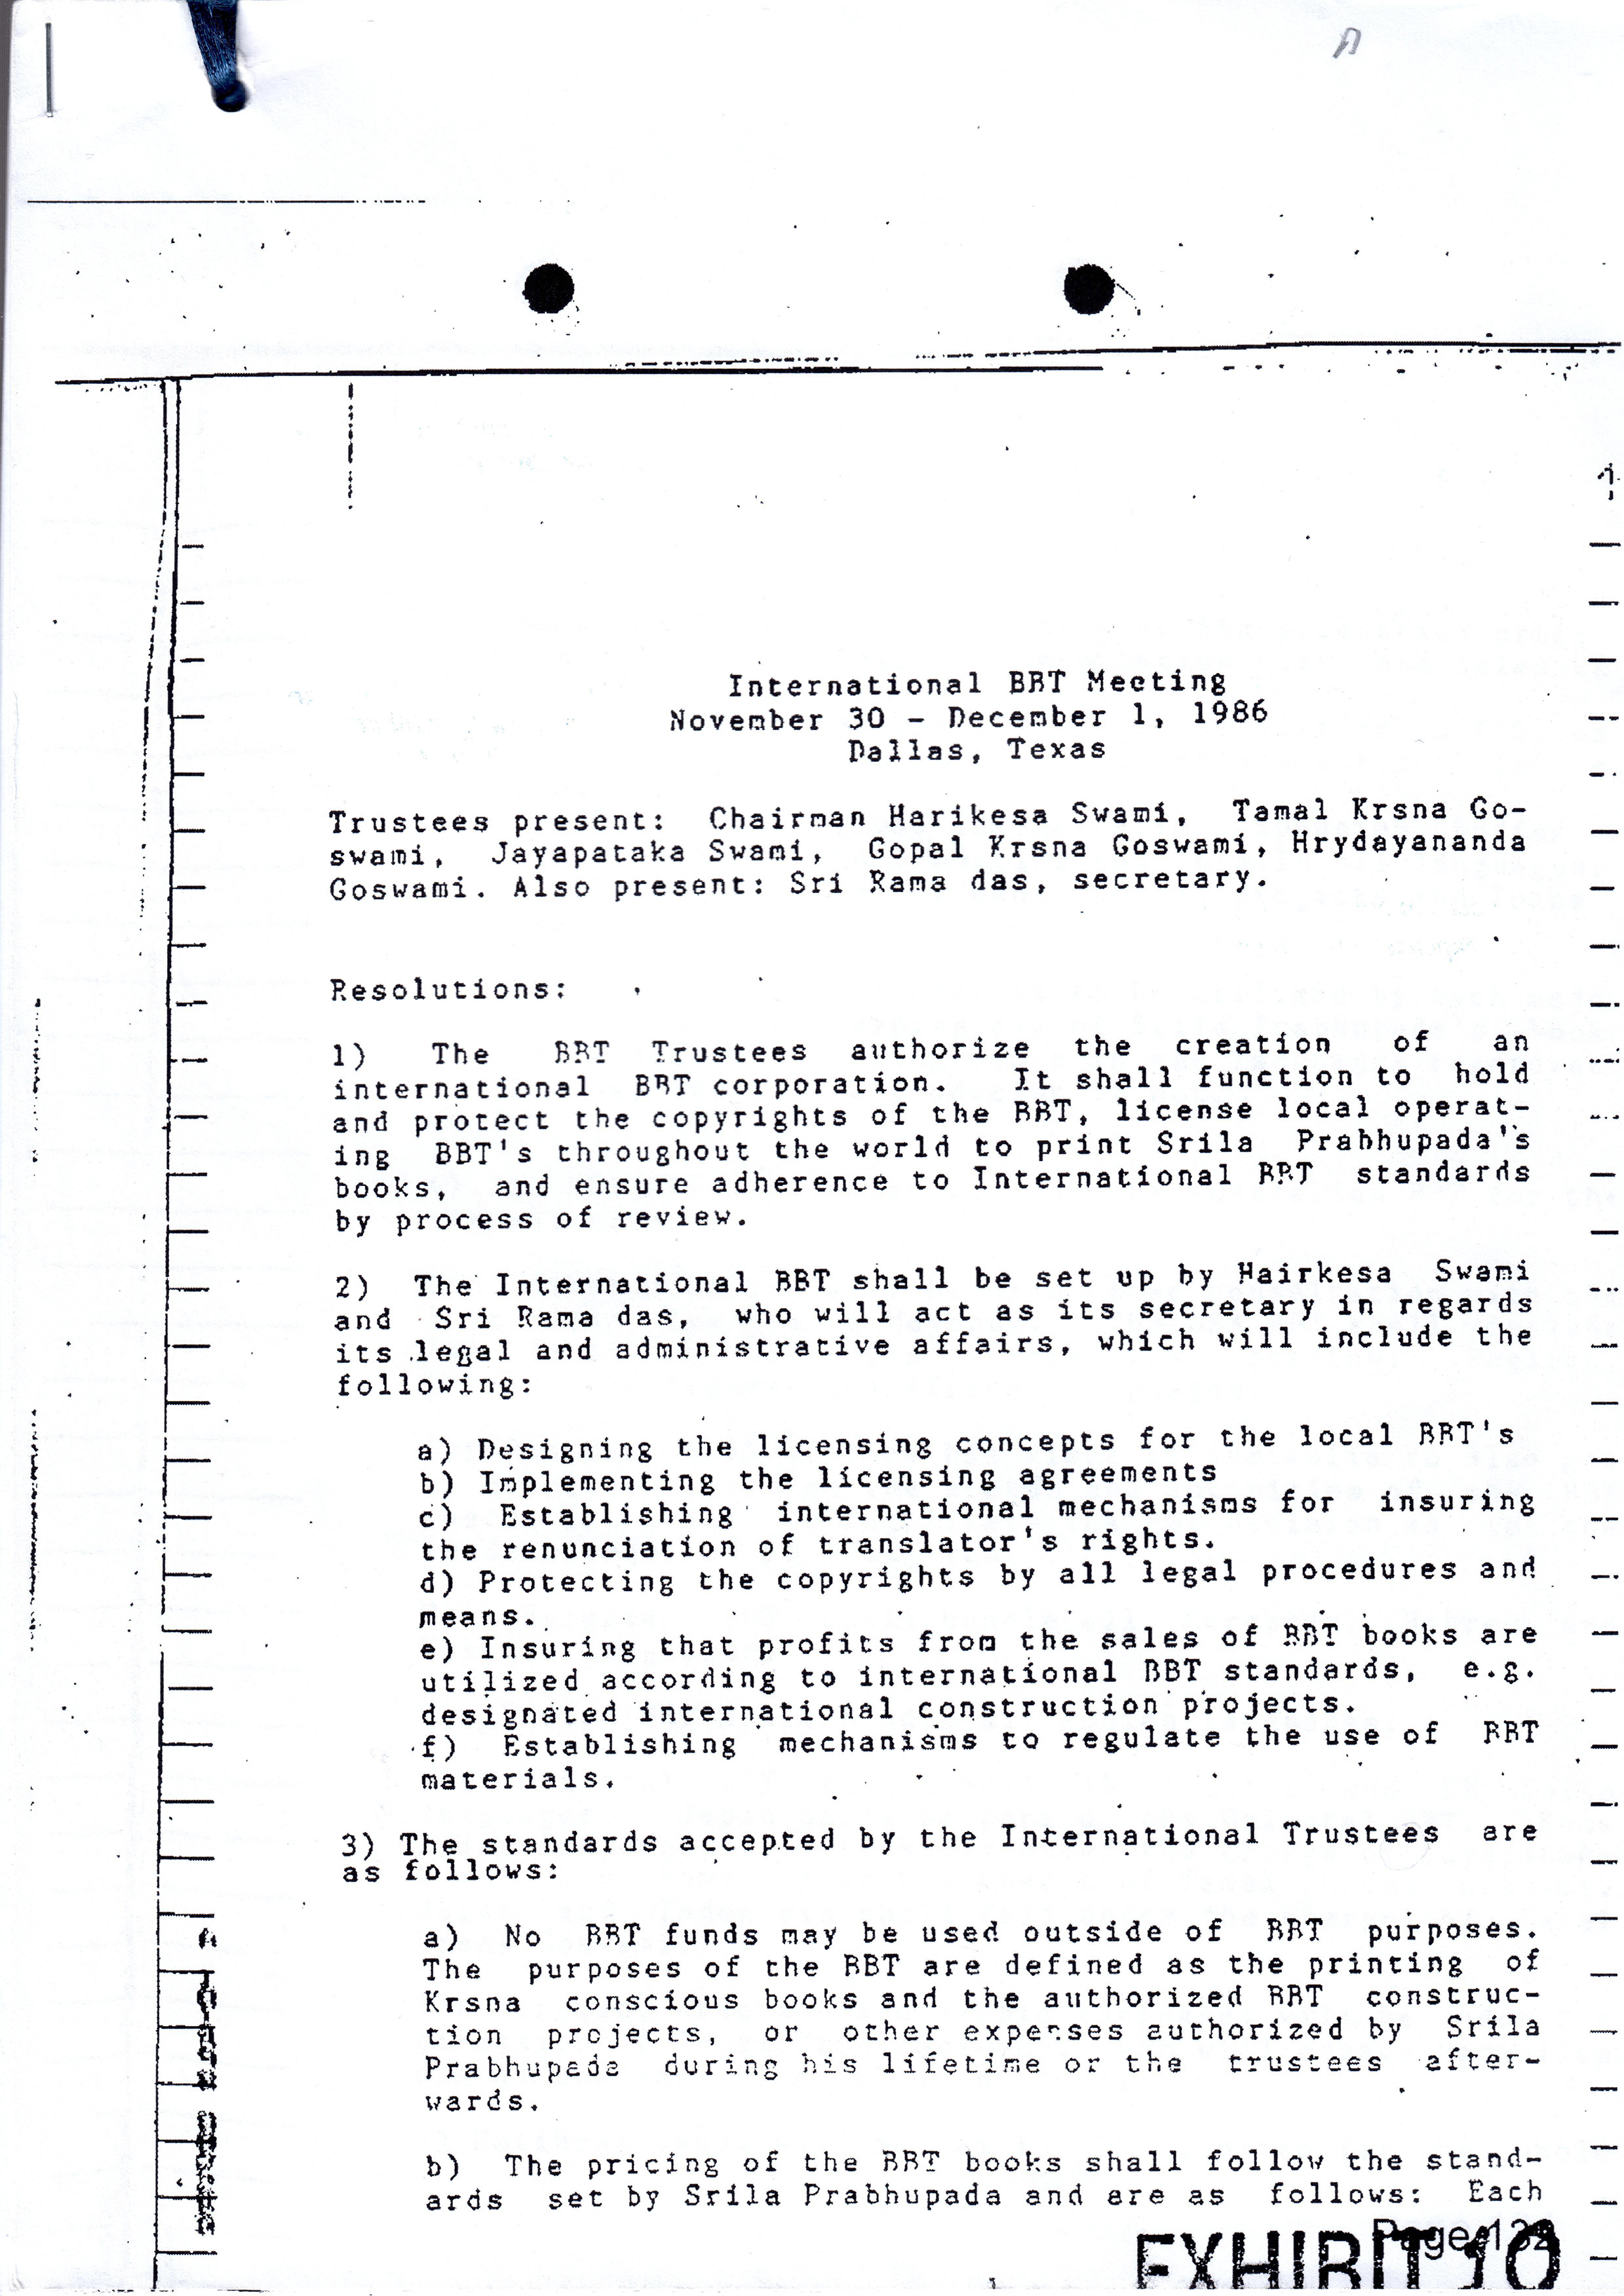 International BBT Meeting
November 30 - December 1, 1986
Dallas, Texas
Trustees present: Chairman Harikesa Swami, Tamal Krsna Go-
swami, Jayapataka Swami, Gopal Krsna Goswami, Hrydayananda
Goswami. Also present: Sri Rama das, secretary.
Resolutions:
1) The BBT Trustees authorize the creation of an
international BBT corporation. It shall function to hold
and protect the copyrights of the BBT, license local operat-
ing BBT's throughout the world to print Srila Prabhupada's
books, and ensure adherence to International BBT standards
by process of review.
2) The International BBT shall be set up by Hairkesa Swami
and Sri Rama das, who will act as its secretary in regards
its legal and administrative affairs, which will include the
following:
a) Designing the licensing concepts for the local BBT's
b) Implementing the licensing agreements
c) Establishing international mechanisms for insuring
the renunciation of translator's rights.
d) Protecting the copyrights by all legal procedures and
means.
e) Insuring that profits from the sales of BBT books are
utilized according to international BBT standards, e.g.
designated international construction projects.
f) Establishing mechanisms to regulate the use of BBT
materials.
3) The standards accepted by the International Trustees are
as follows:
a) No BBT funds may be used outside of BBT purposes.
The purposes of the BBT are defined as the printing of
Krsna conscious books and the authorized BBT construc-
tion projects, or other expenses authorized by Srila
Prabhupada during his lifetime or the trustees after-
wards.
b) The pricing of the BBT books shall follow the stand-
ards set by Srila Prabhupada and are as follows: Each
Page 132
EXHIBIT 10